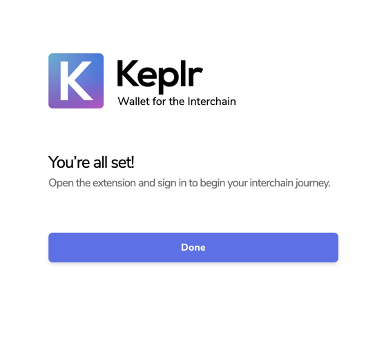 K Keplr
Wallet for the Interchain
You're all set!
Open the extension and sign in to begin your interchain journey.
Done